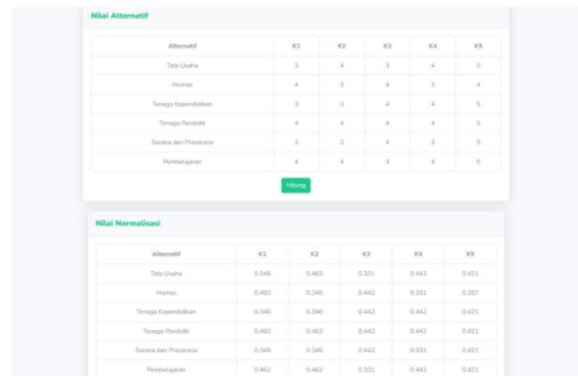 Nilai Alternatif
Alternatif K1 K2 K3 K4 K5
Tata Usaha 3 4 3 4 5
Humas 4 3 4 3 4
Tenaga Kependidikan 3 3 4 4 5
Tenaga Pendidik 4 4 4 4 5
Sarana dan Prasarana 3 3 4 3 5
Pembelajaran 4 4 3 4 5
Hitung
Nilai Normalisasi
Alternatif K1 K2 K3 K4 K5
Tata Usaha 0.346 0.462 0.331 0.442 0.421
Humas 0.462 0.346 0.442 0.331 0.337
Tenaga Kependidikan 0.346 0.346 0.442 0.442 0.421
Tenaga Pendidik 0.462 0.462 0.442 0.442 0.421
Sarana dan Prasarana 0.346 0.346 0.442 0.331 0.421
Pembelajaran 0.462 0.462 0.331 0.442 0.421